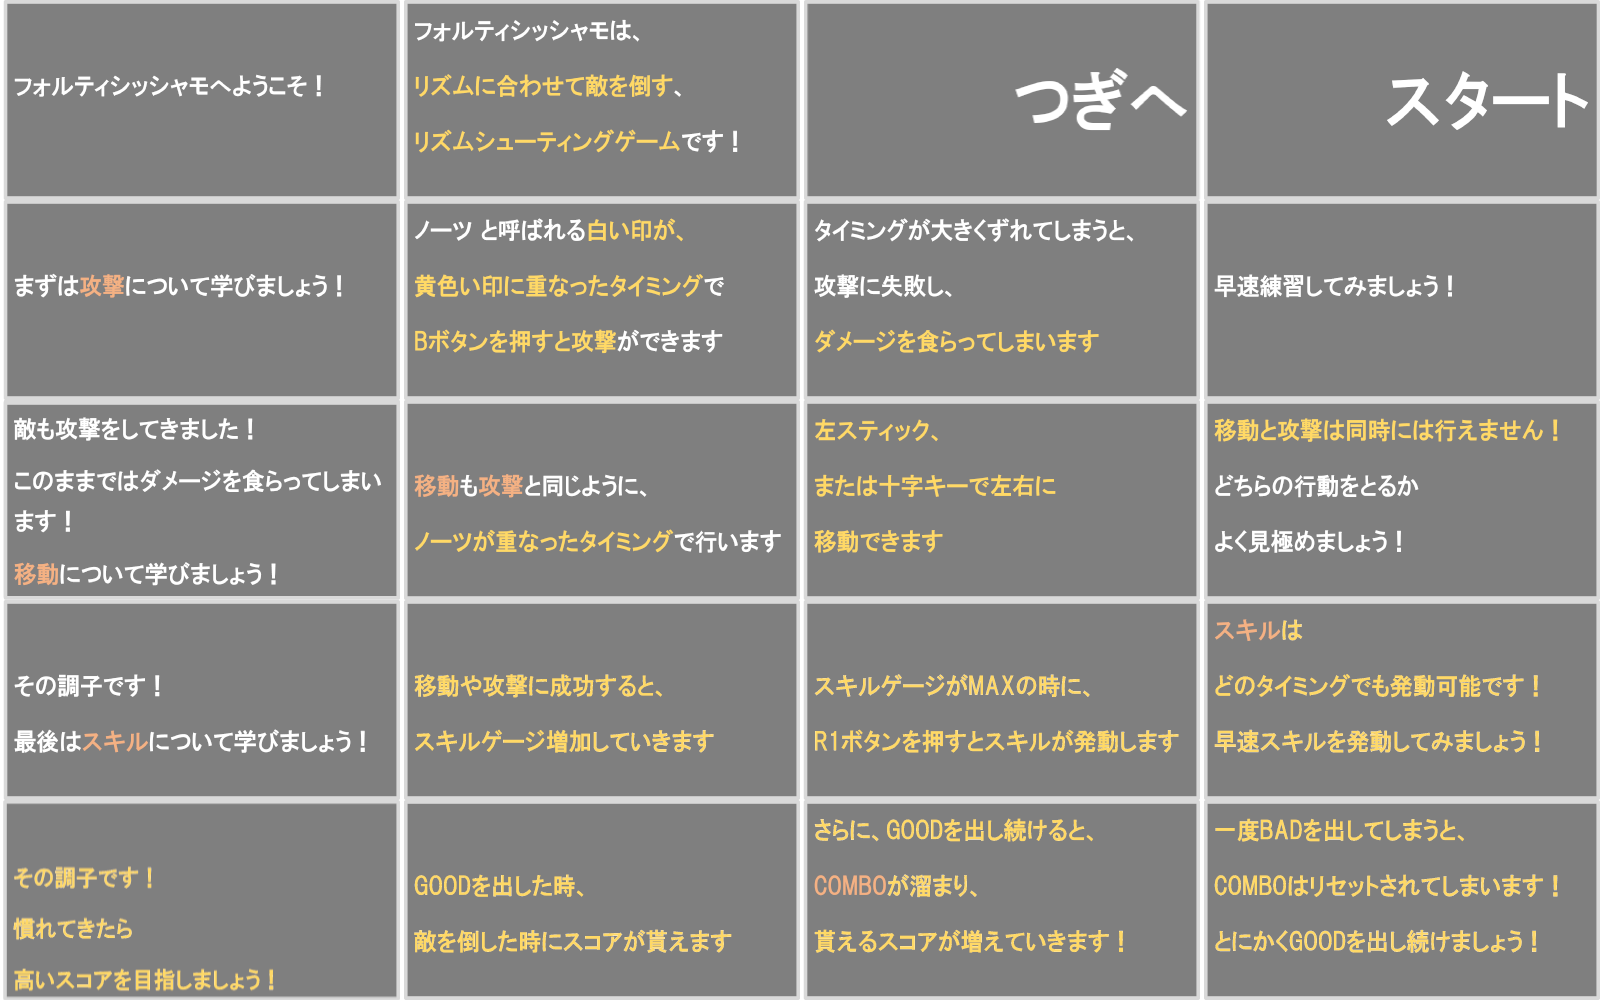 フォルティシッシャモへようこそ！
フォルティシッシャモは、
リズムに合わせて敵を倒す、
リズムシューティングゲームです！
つぎへ
スタート
まずは攻撃について学びましょう！
ノーツ と呼ばれる白い印が、
黄色い印に重なったタイミングで
Bボタンを押すと攻撃ができます
タイミングが大きくずれてしまうと、
攻撃に失敗し、
ダメージを食らってしまいます
早速練習してみましょう！
敵も攻撃をしてきました！
このままではダメージを食らってしまい
ます！
移動について学びましょう！
移動も攻撃と同じように、
ノーツが重なったタイミングで行います
左スティック、
または十字キーで左右に
移動できます
移動と攻撃は同時には行えません！
どちらの行動をとるか
よく見極めましょう！
その調子です！
最後はスキルについて学びましょう！
移動や攻撃に成功すると、
スキルゲージ増加していきます
スキルゲージがMAXの時に、
R1ボタンを押すとスキルが発動します
スキルは
どのタイミングでも発動可能です！
早速スキルを発動してみましょう！
その調子です！
慣れてきたら
高いスコアを目指しましょう！
GOODを出した時、
敵を倒した時にスコアが貰えます
さらに、GOODを出し続けると、
COMBOが溜まり、
貰えるスコアが増えていきます！
一度BADを出してしまうと、
COMBOはリセットされてしまいます！
とにかくGOODを出し続けましょう！